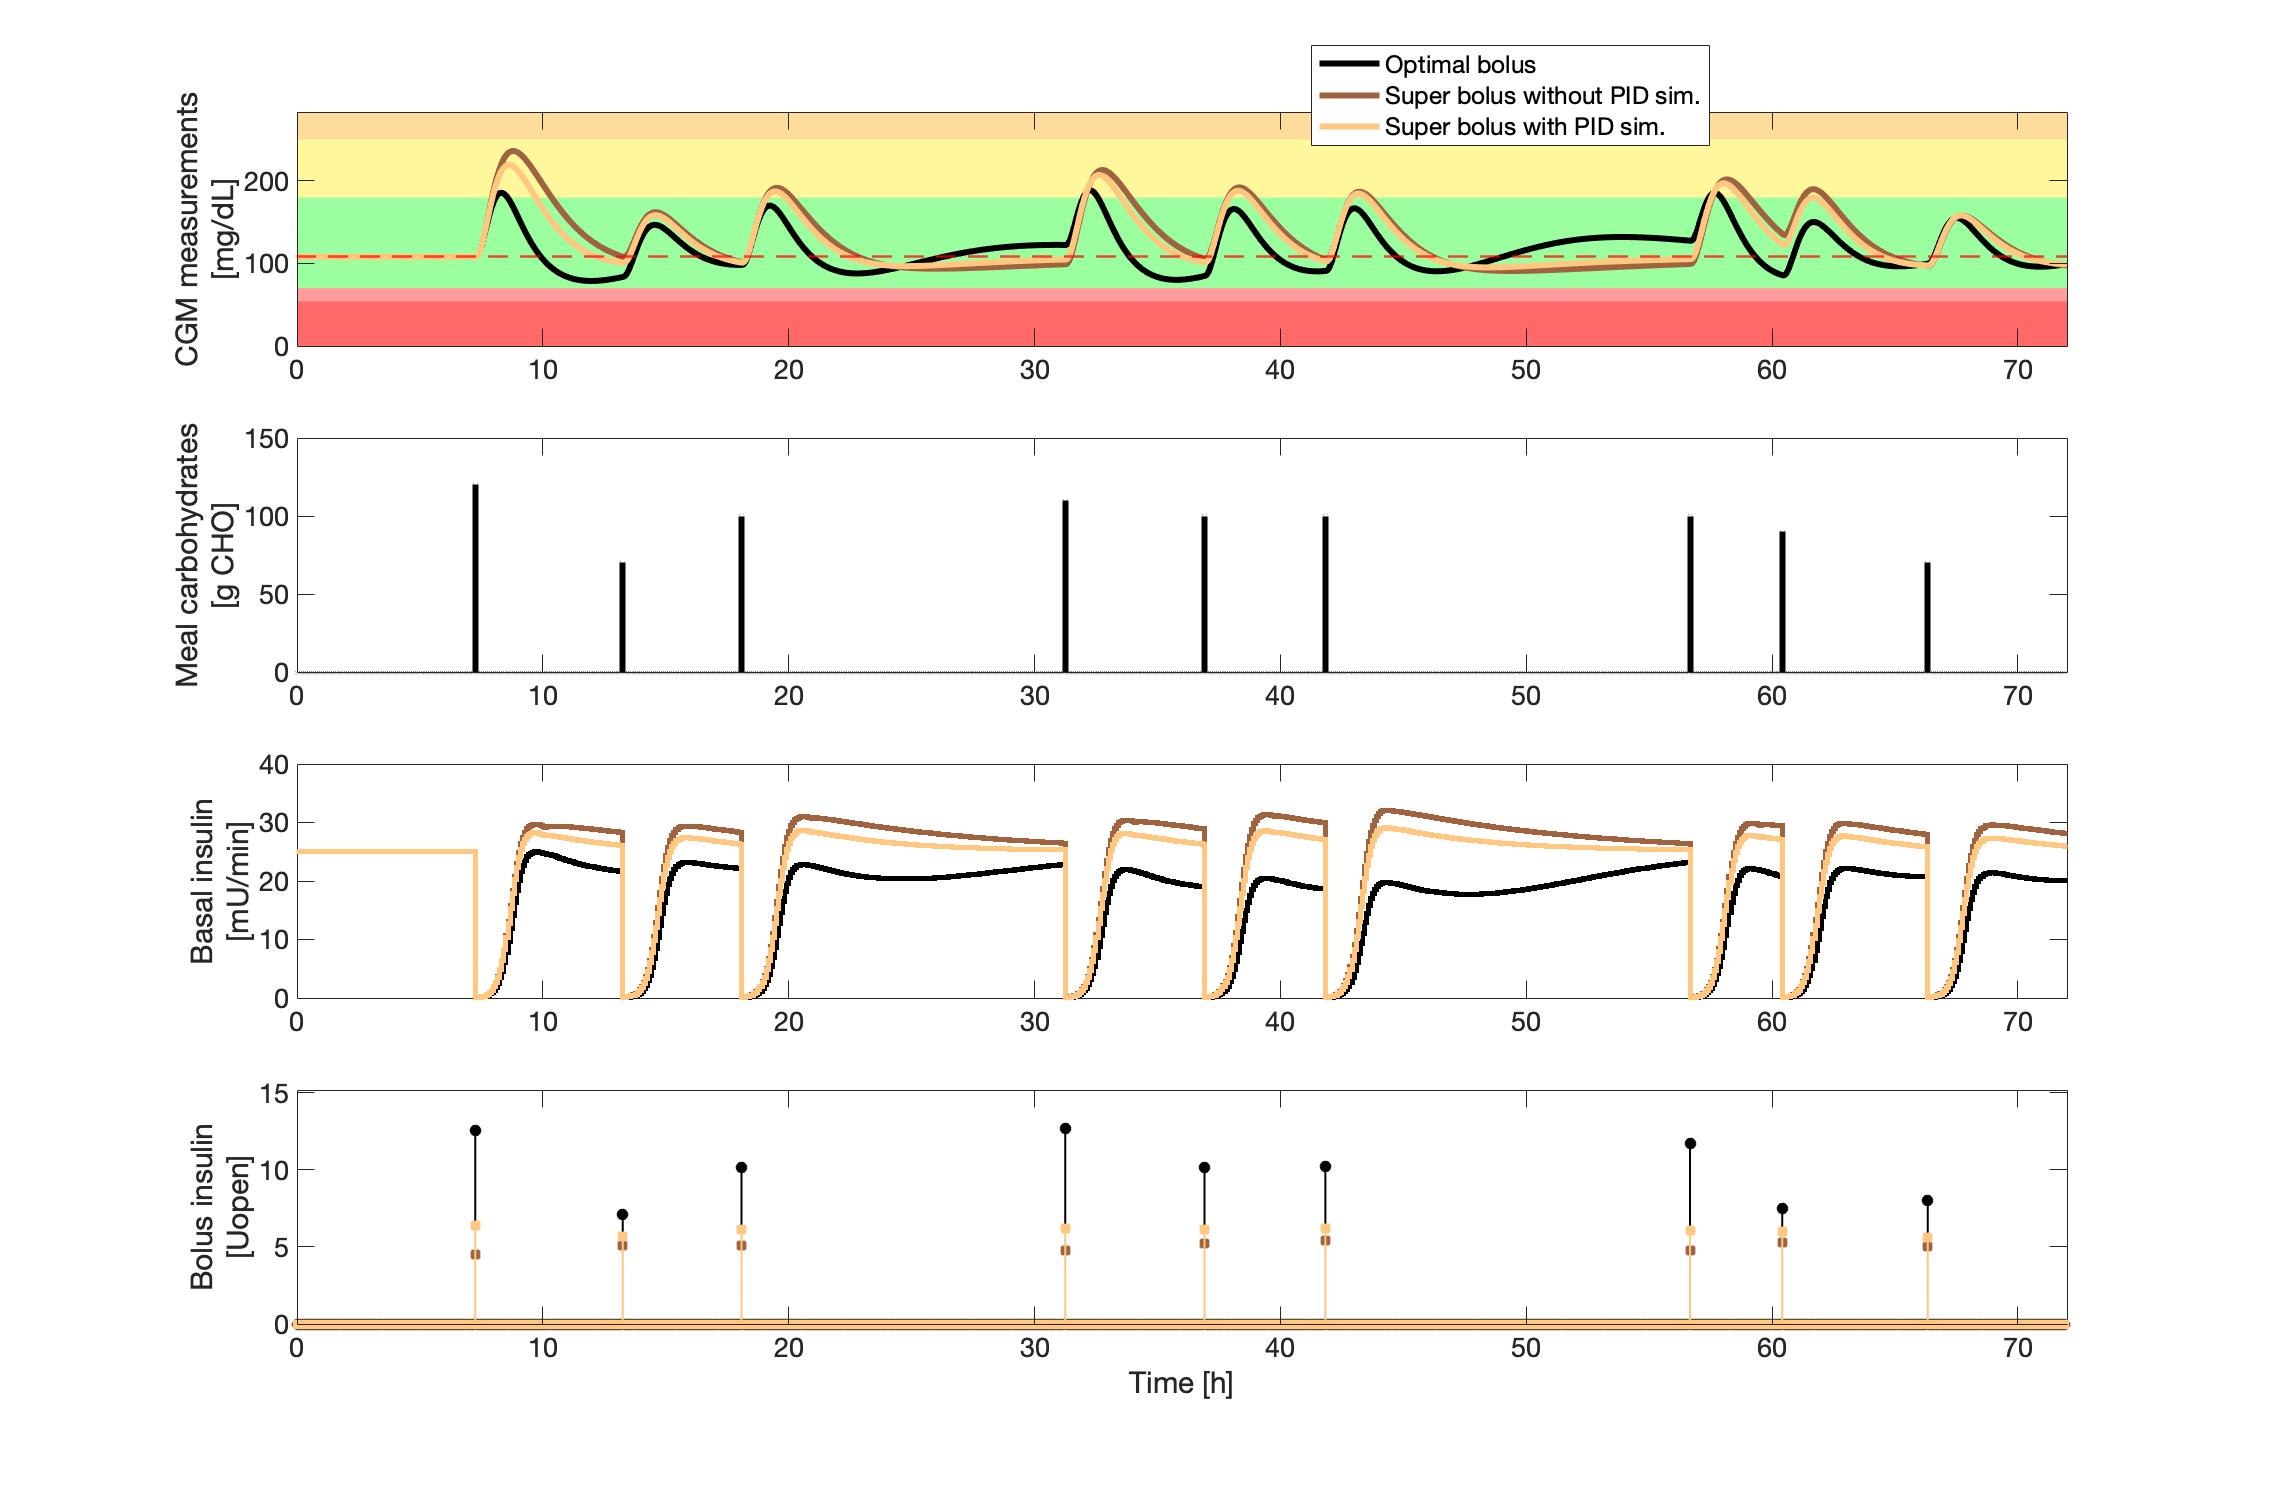 Optimal bolus
Super bolus without PID sim.
Super bolus with PID sim.
CGM measurements
[mg/dL]
200
100
0
0 10 20 30 40 50 60 70
Meal carbohydrates
[g CHO]
150
100
50
0
0 10 20 30 40 50 60 70
Basal insulin
[mU/min]
40
30
20
10
0
0 10 20 30 40 50 60 70
Bolus insulin
[Uopen]
15
10
5
0
0 10 20 30 40 50 60 70
Time [h]